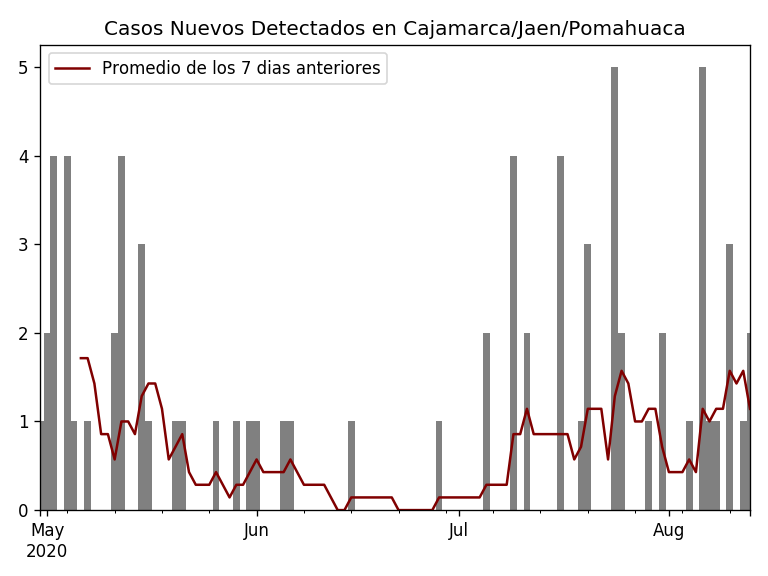 Casos Nuevos Detectados en Cajamarca/Jaen/Pomahuaca
Promedio de los 7 dias anteriores
5
4
3
2
1
0
May Jun Jul Aug
2020